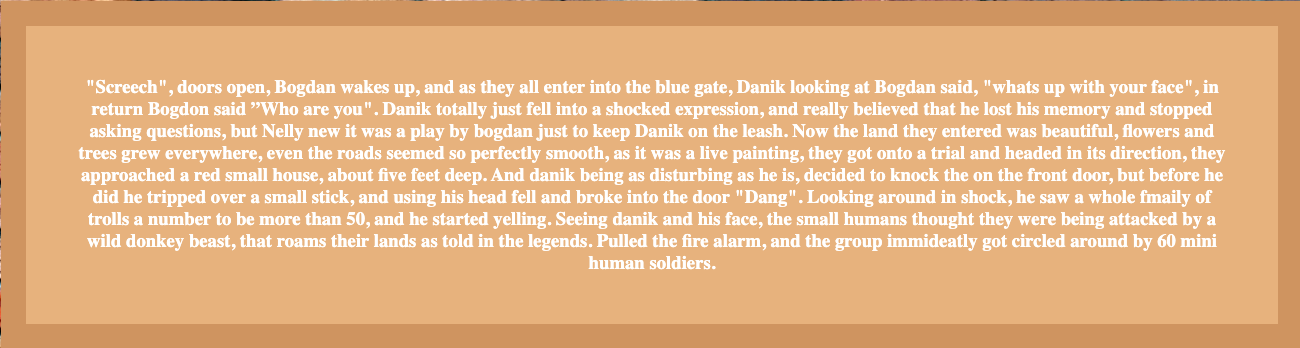 "Screech", doors open, Bogdan wakes up, and as they all enter into the blue gate, Danik looking at Bogdan said, "whats up with your face", in
return Bogdon said ”Who are you". Danik totally just fell into a shocked expression, and really believed that he lost his memory and stopped
asking questions, but Nelly new it was a play by bogdan just to keep Danik on the leash. Now the land they entered was beautiful, flowers and
trees grew everywhere, even the roads seemed so perfectly smooth, as it was a live painting, they got onto a trial and headed in its direction, they
approached a red small house, about five feet deep. And danik being as disturbing as he is, decided to knock the on the front door, but before he
did he tripped over a small stick, and using his head fell and broke into the door "Dang". Looking around in shock, he saw a whole fmaily of
trolls a number to be more than 50, and he started yelling. Seeing danik and his face, the small humans thought they were being attacked by a
wild donkey beast, that roams their lands as told in the legends. Pulled the fire alarm, and the group immideatly got circled around by 60 mini
human soldiers.